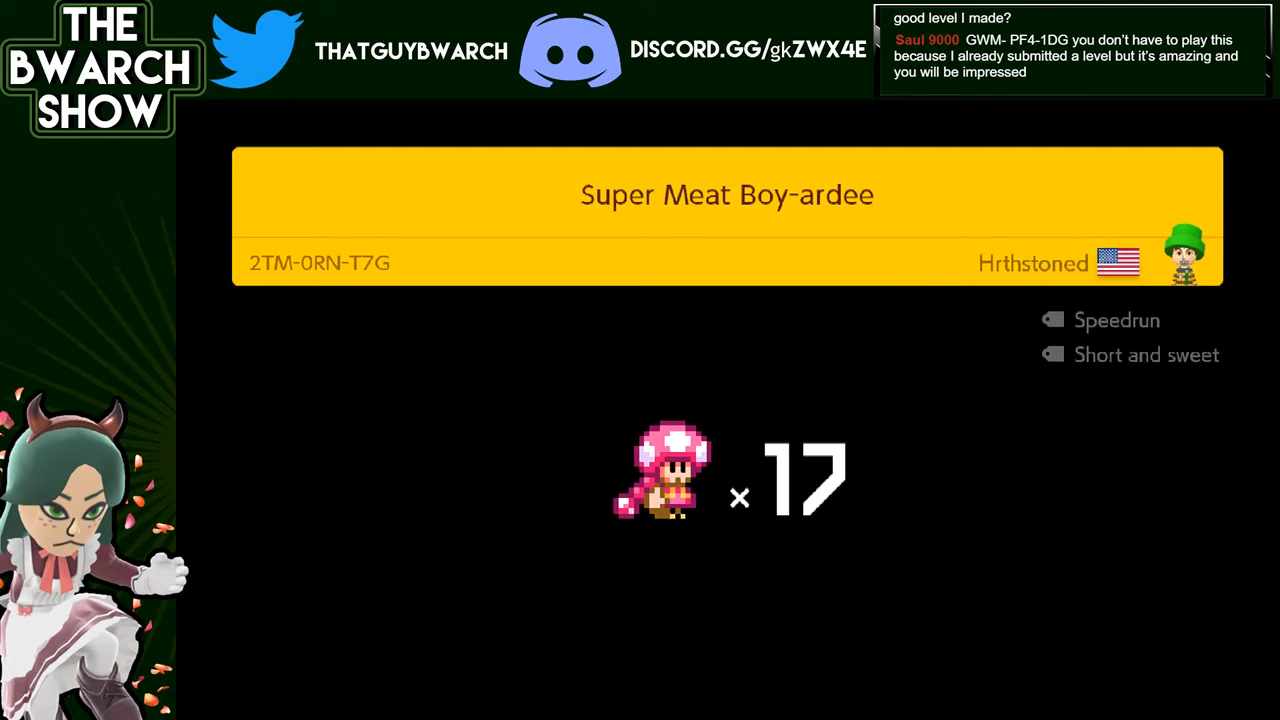 THE
BWARCH
SHOW
THATGUYBWARCH
DISCORD.GG/gkZWX4E
good level I made?
Saul 9000 GWM- PF4-1DG you don't have to play this
because I already submitted a level but it's amazing and
you will be impressed
Super Meat Boy-ardee
2TM-0RN-T7G
Hrthstoned
Speedrun
Short and sweet
× 17